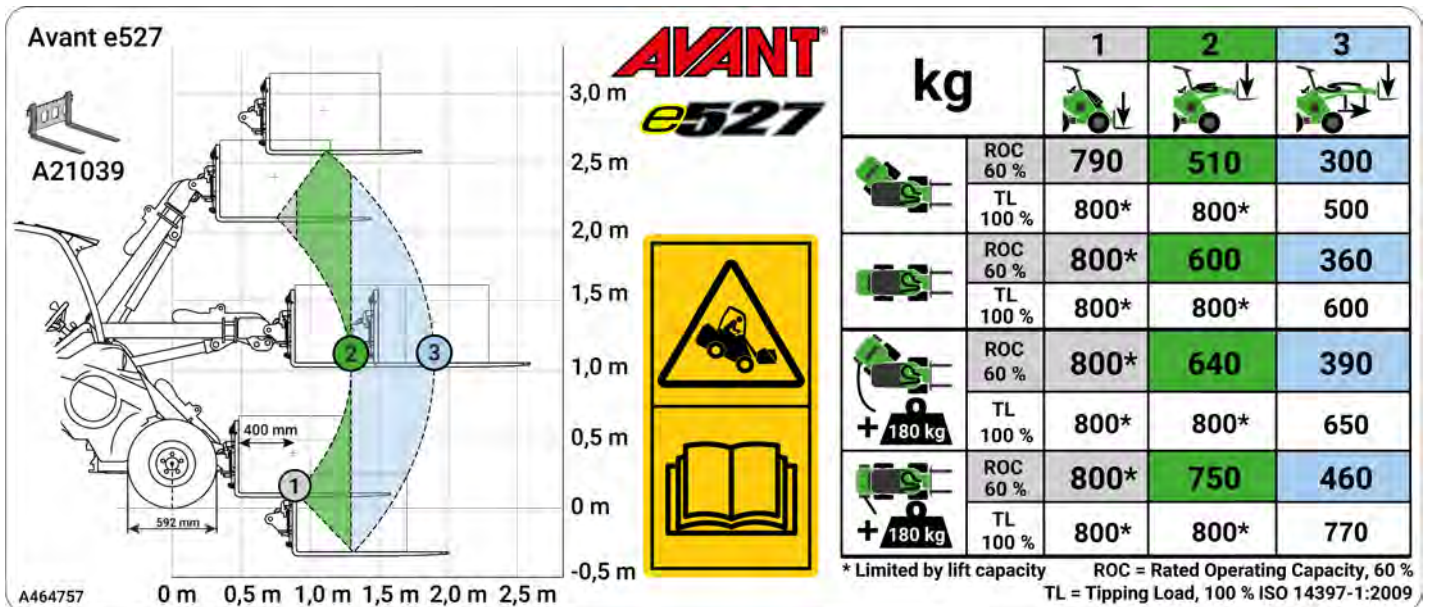 Avant e527
A21039
3,0 m
2,5 m
2,0 m
1,5 m
1,0 m
0,5 m
0 m
-0,5 m
2
3
400 mm
1
592 mm
A464757
0 m 0,5 m 1,0 m 1,5 m 2,0 m 2,5 m
AVANT®
e527
kg 1 2 3
ROC 60 % 790 510 300
TL 100 % 800* 800* 500
ROC 60 % 800* 600 360
TL 100 % 800* 800* 600
ROC 60 % 800* 640 390
+ 180 kg TL 100 % 800* 800* 650
ROC 60 % 800* 750 460
+ 180 kg TL 100 % 800* 800* 770
* Limited by lift capacity ROC = Rated Operating Capacity, 60 %
TL = Tipping Load, 100 % ISO 14397-1:2009